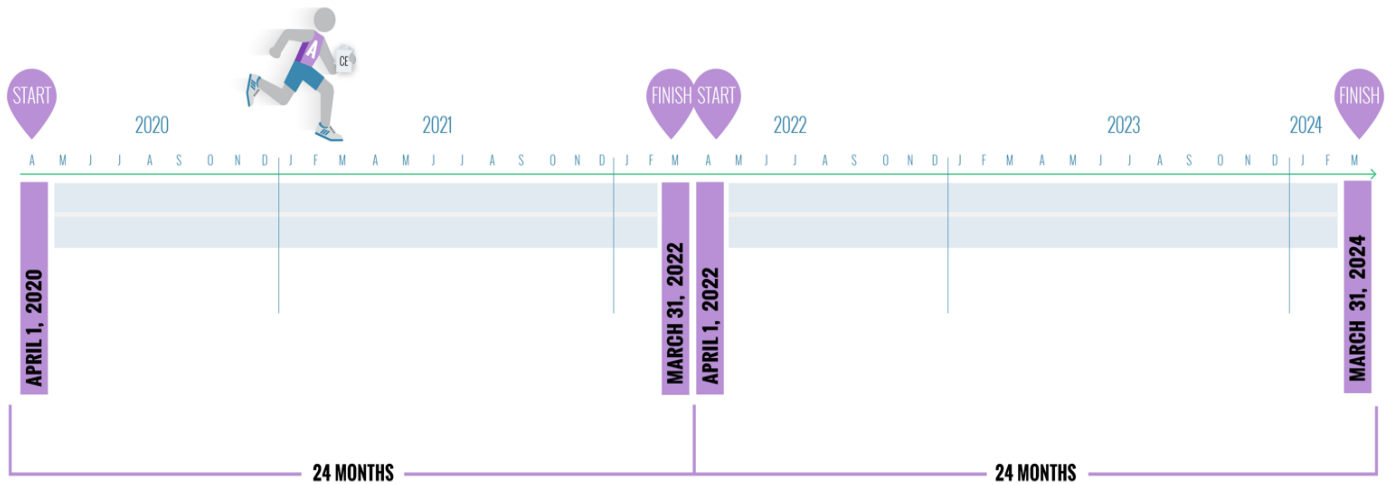 A
CE
START
FINISH
START
FINISH
2020
2021
2022
2023
2024
A M J J A S O N D J F M A M J J A S O N D J F M A M J J A S O N D J F M A M J J A S O N D J F M
APRIL 1, 2020
MARCH 31, 2022
APRIL 1, 2022
MARCH 31, 2024
24 MONTHS
24 MONTHS